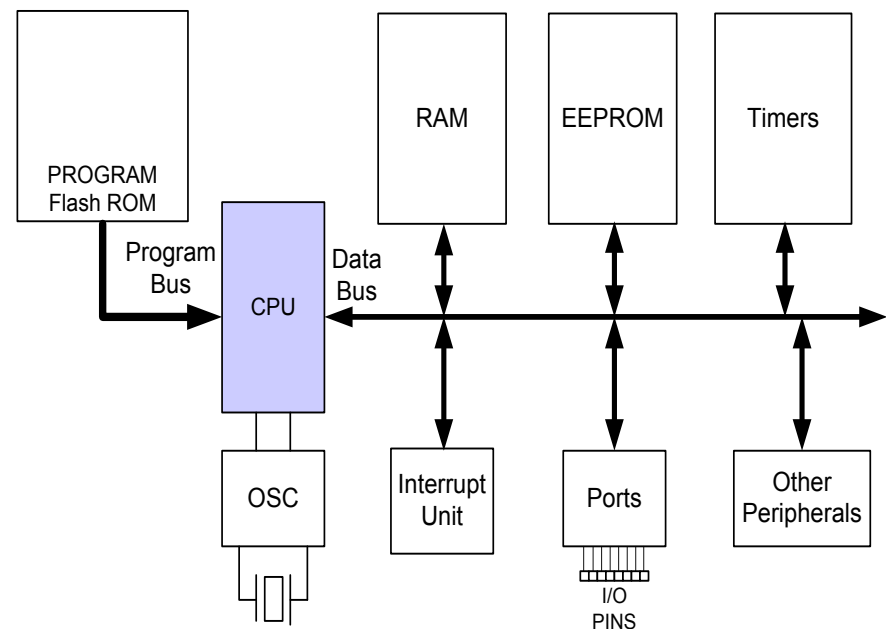 PROGRAM
Flash ROM
RAM
EEPROM
Timers
Program
Bus
CPU
Data
Bus
OSC
Interrupt
Unit
Ports
Other
Peripherals
I/O
PINS